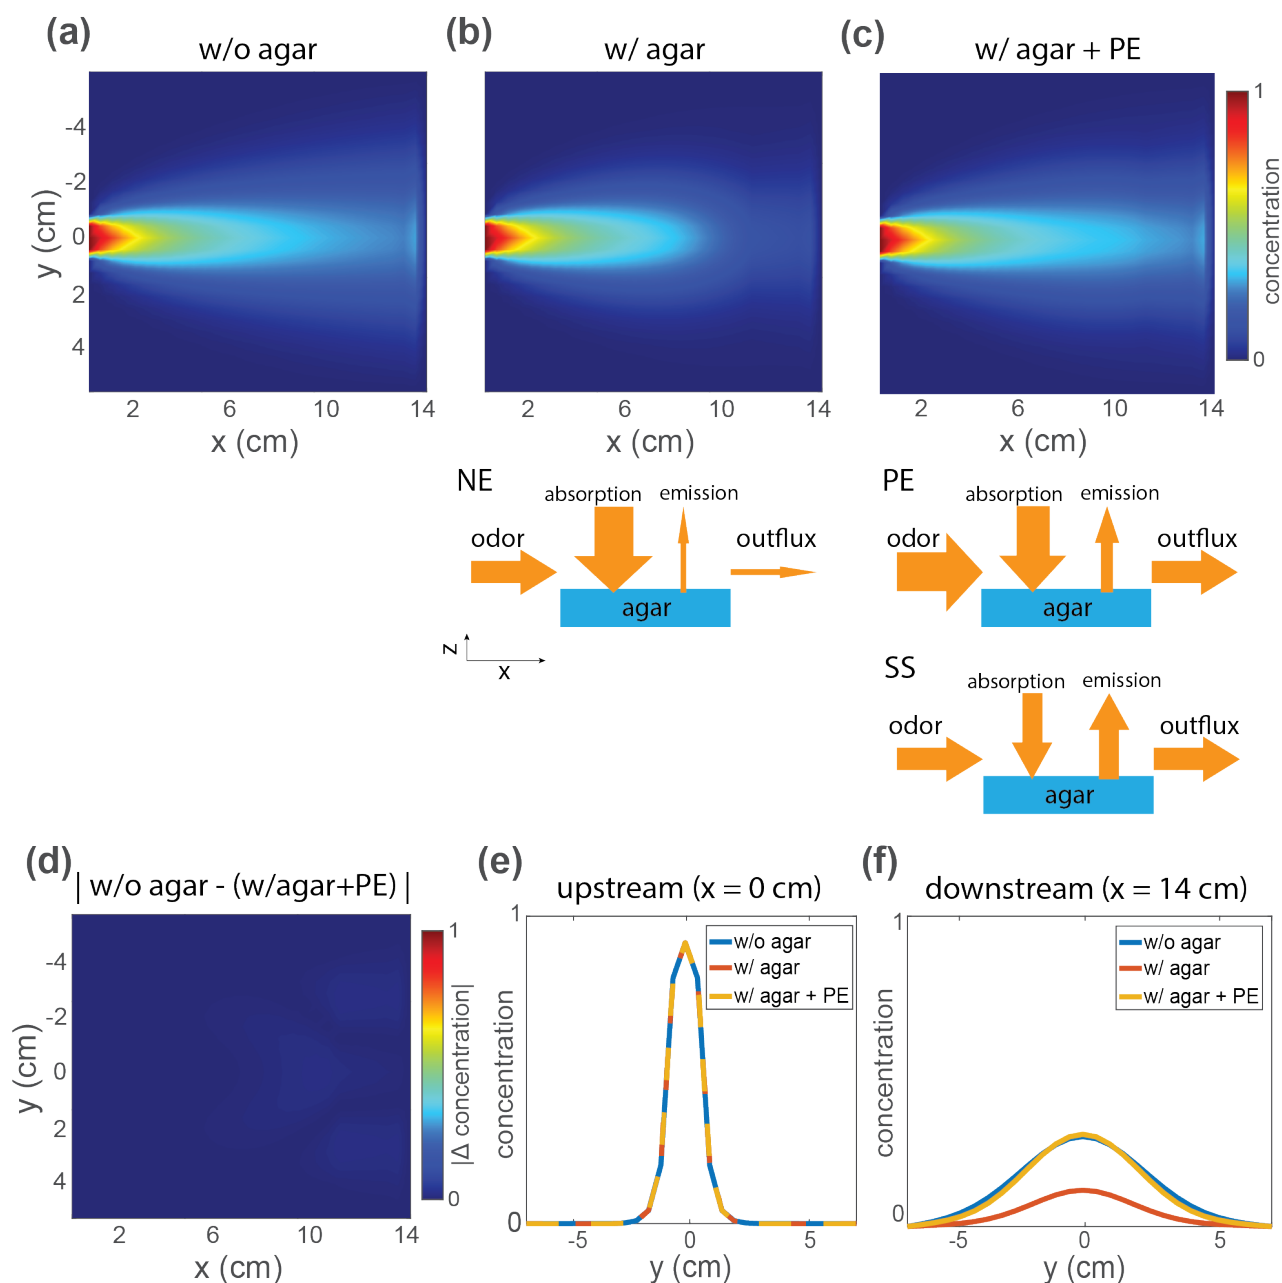 (a)
w/o agar
(b)
w/ agar
(c)
w/ agar + PE
-4
-2
0
2
4
y (cm)
2 6 10 14
x (cm)
2 6 10 14
x (cm)
2 6 10 14
x (cm)
1
0
concentration
NE
absorption emission
odor outflux
agar
z
x
PE
absorption emission
odor outflux
agar
SS
absorption emission
odor outflux
agar
(d)
| w/o agar - (w/agar+PE) |
-4
-2
0
2
4
y (cm)
2 6 10 14
x (cm)
1
0
|Δ concentration|
(e)
upstream (x = 0 cm)
1
0
concentration
w/o agar
w/ agar
w/ agar + PE
-5 0 5
y (cm)
(f)
downstream (x = 14 cm)
1
0
concentration
w/o agar
w/ agar
w/ agar + PE
-5 0 5
y (cm)